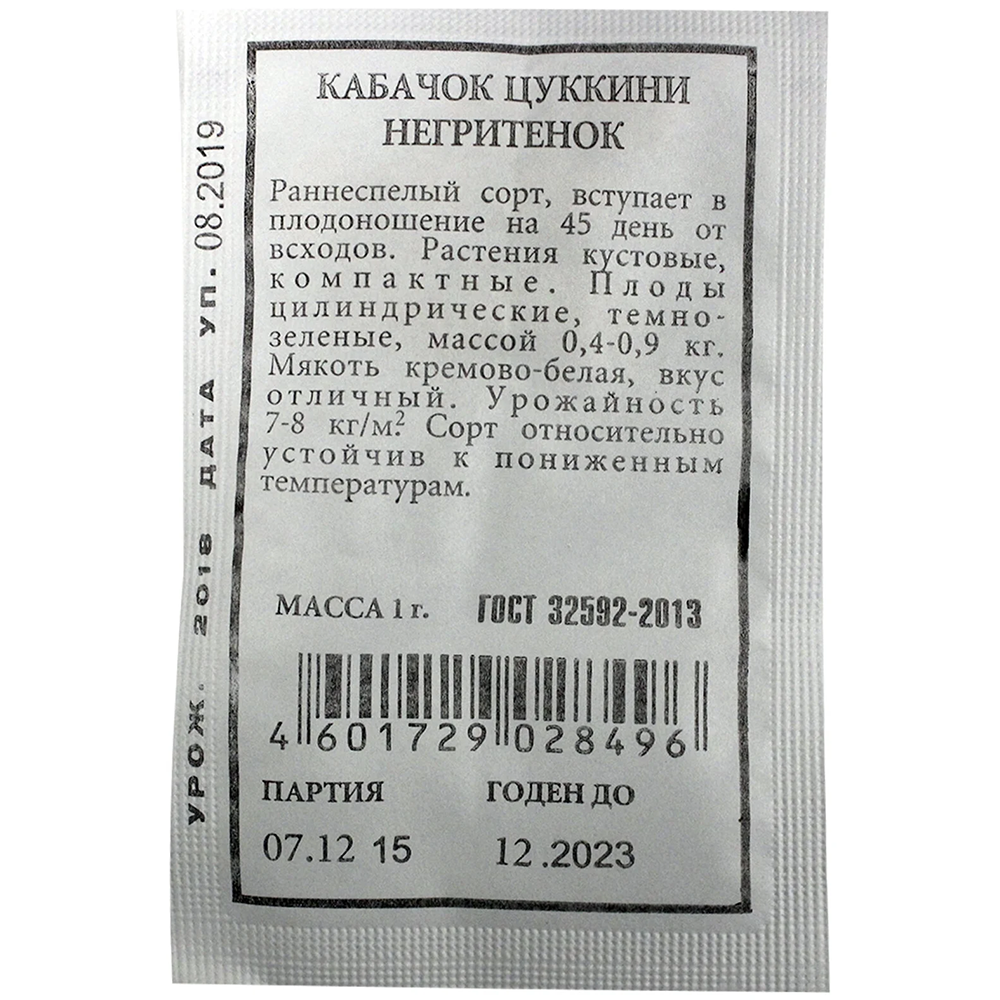 КАБАЧОК ЦУККИНИ
НЕГРИТЕНОК
Раннеспелый сорт, вступает в
плодоношение на 45 день от
всходов. Растения кустовые,
компактные. Плоды
цилиндрические, темно-
зеленые, массой 0,4-0,9 кг.
Мякоть кремово-белая, вкус
отличный. Урожайность
7-8 кг/м². Сорт относительно
устойчив к пониженным
температурам.
МАССА 1 г. ГОСТ 32592-2013
4 601729 028496
ПАРТИЯ ГОДЕН ДО
07.12 15 12 .2023
УРОЖ. 2018 ДАТА УП. 08.2019